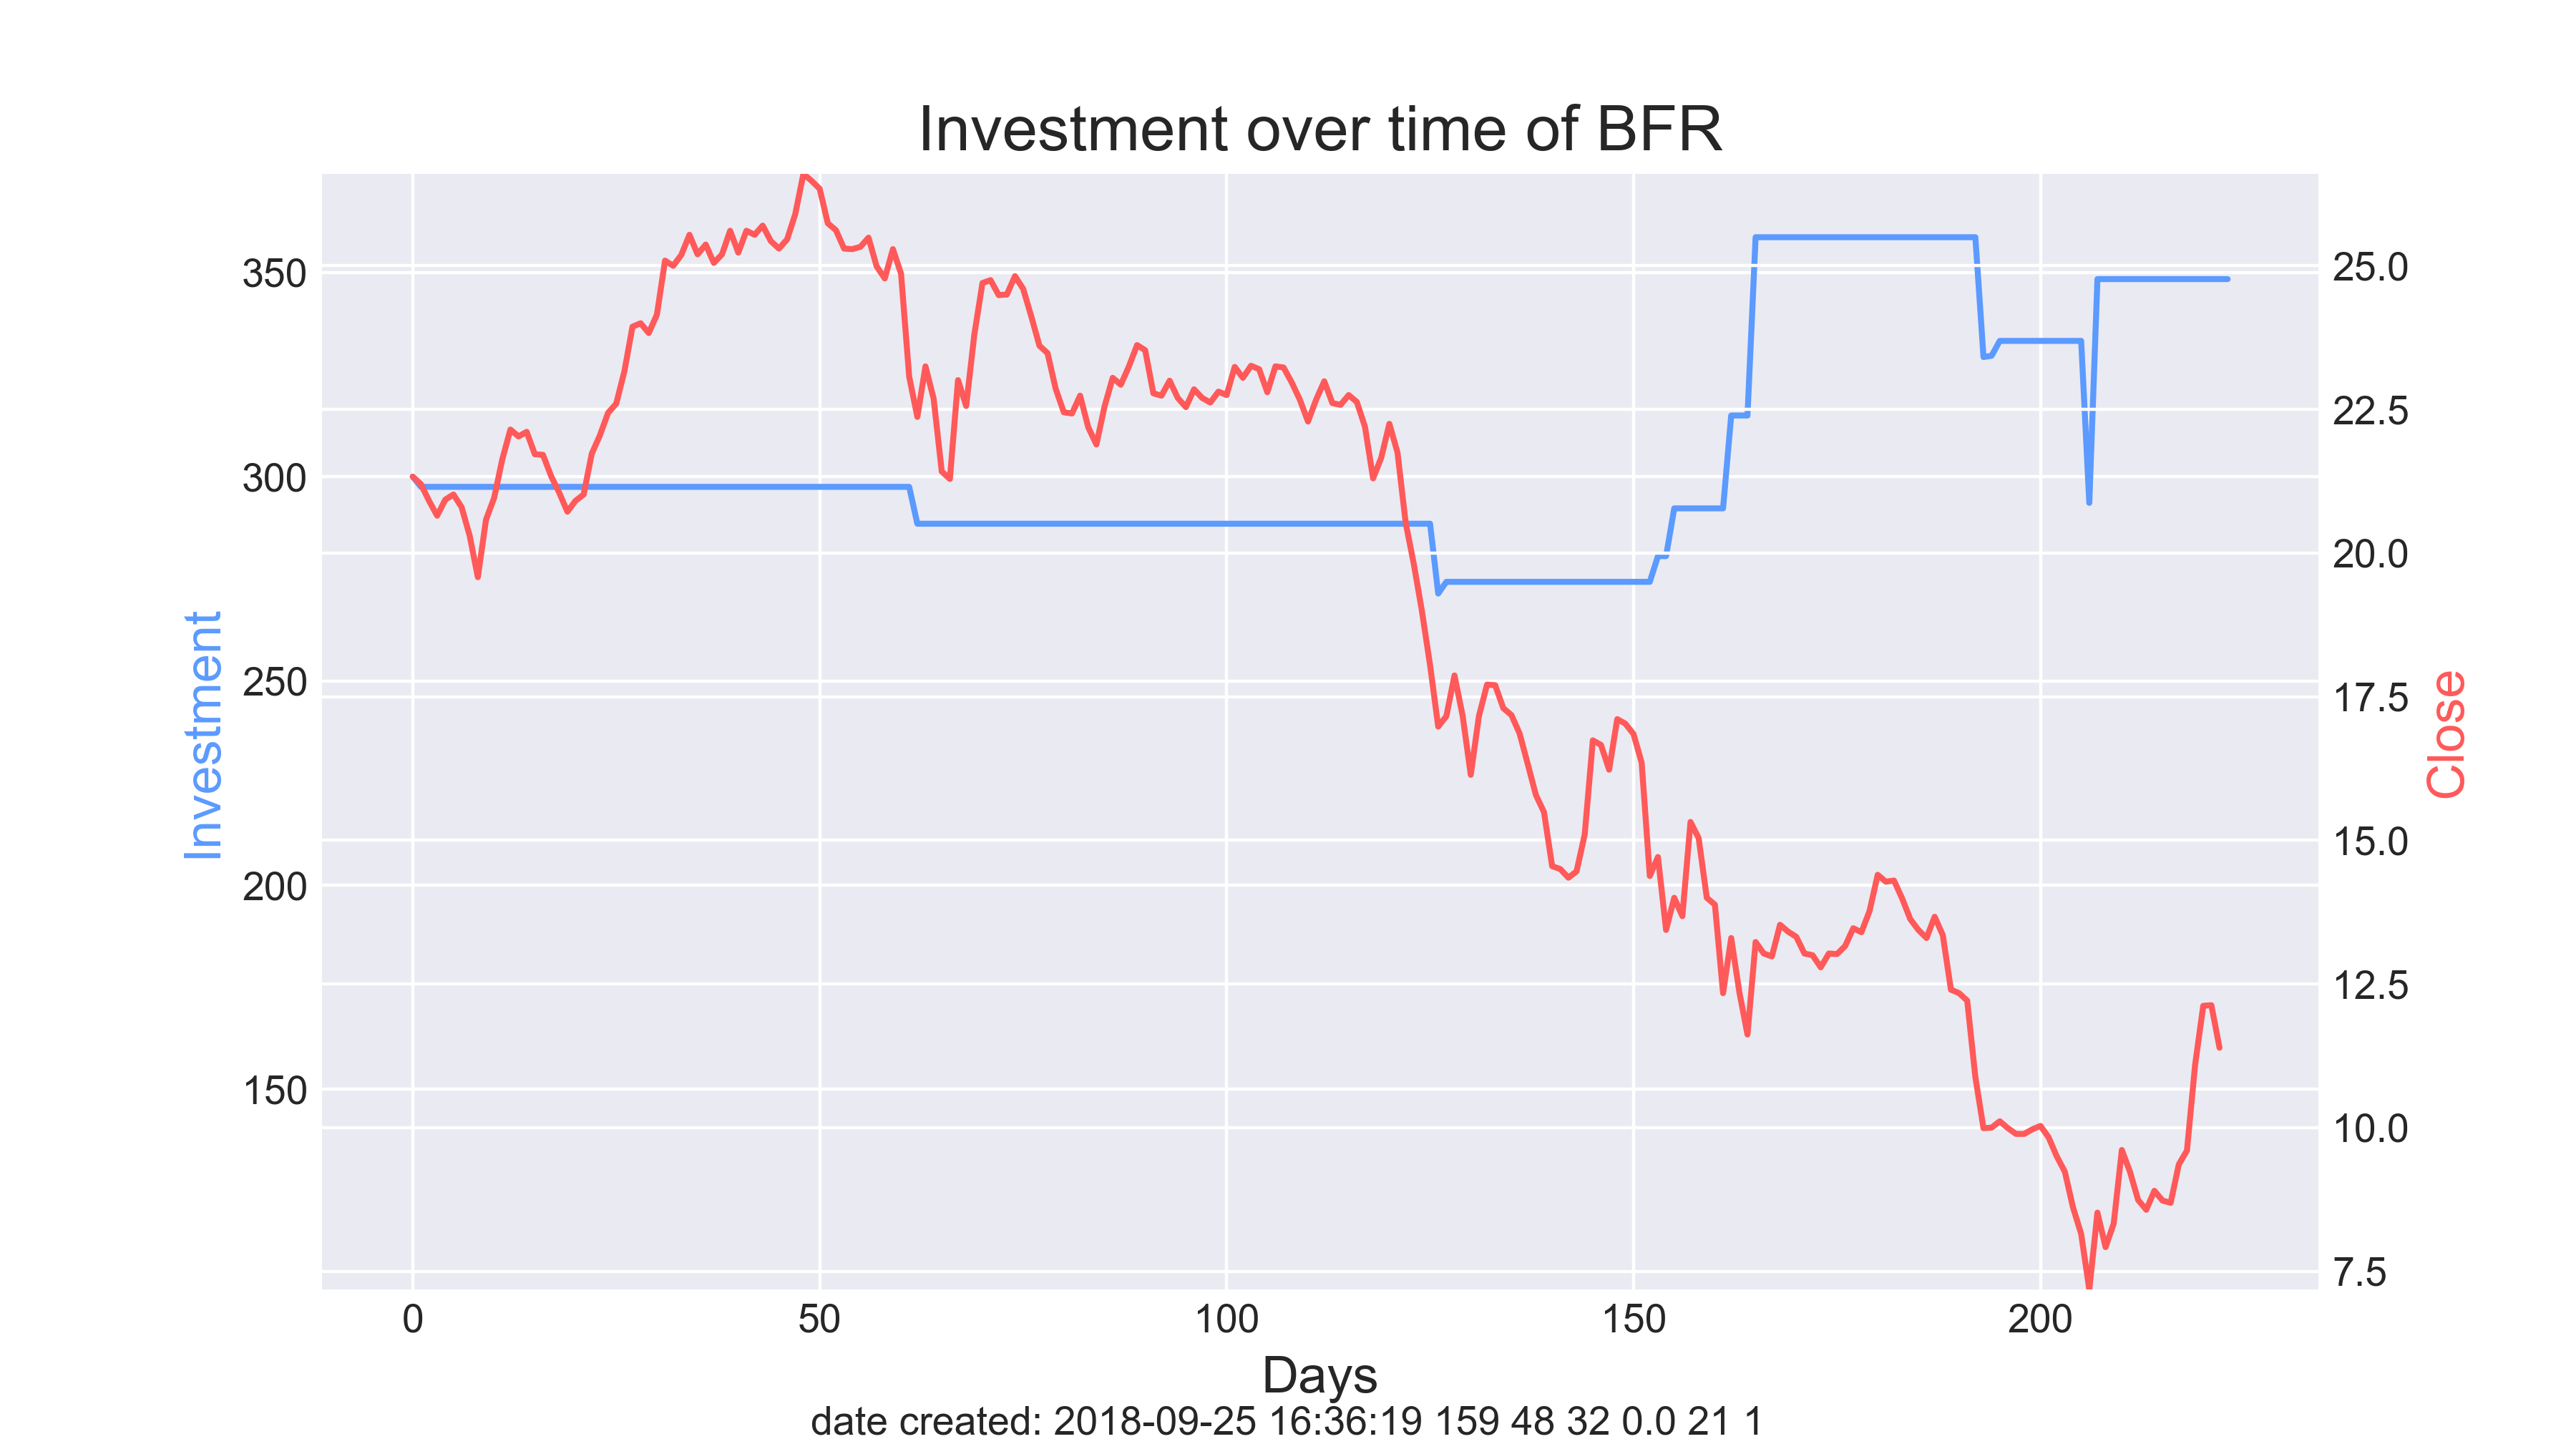 Investment over time of BFR
350
300
250
200
150
Investment
25.0
22.5
20.0
17.5
15.0
12.5
10.0
7.5
Close
0 50 100 150 200
Days
date created: 2018-09-25 16:36:19 159 48 32 0.0 21 1